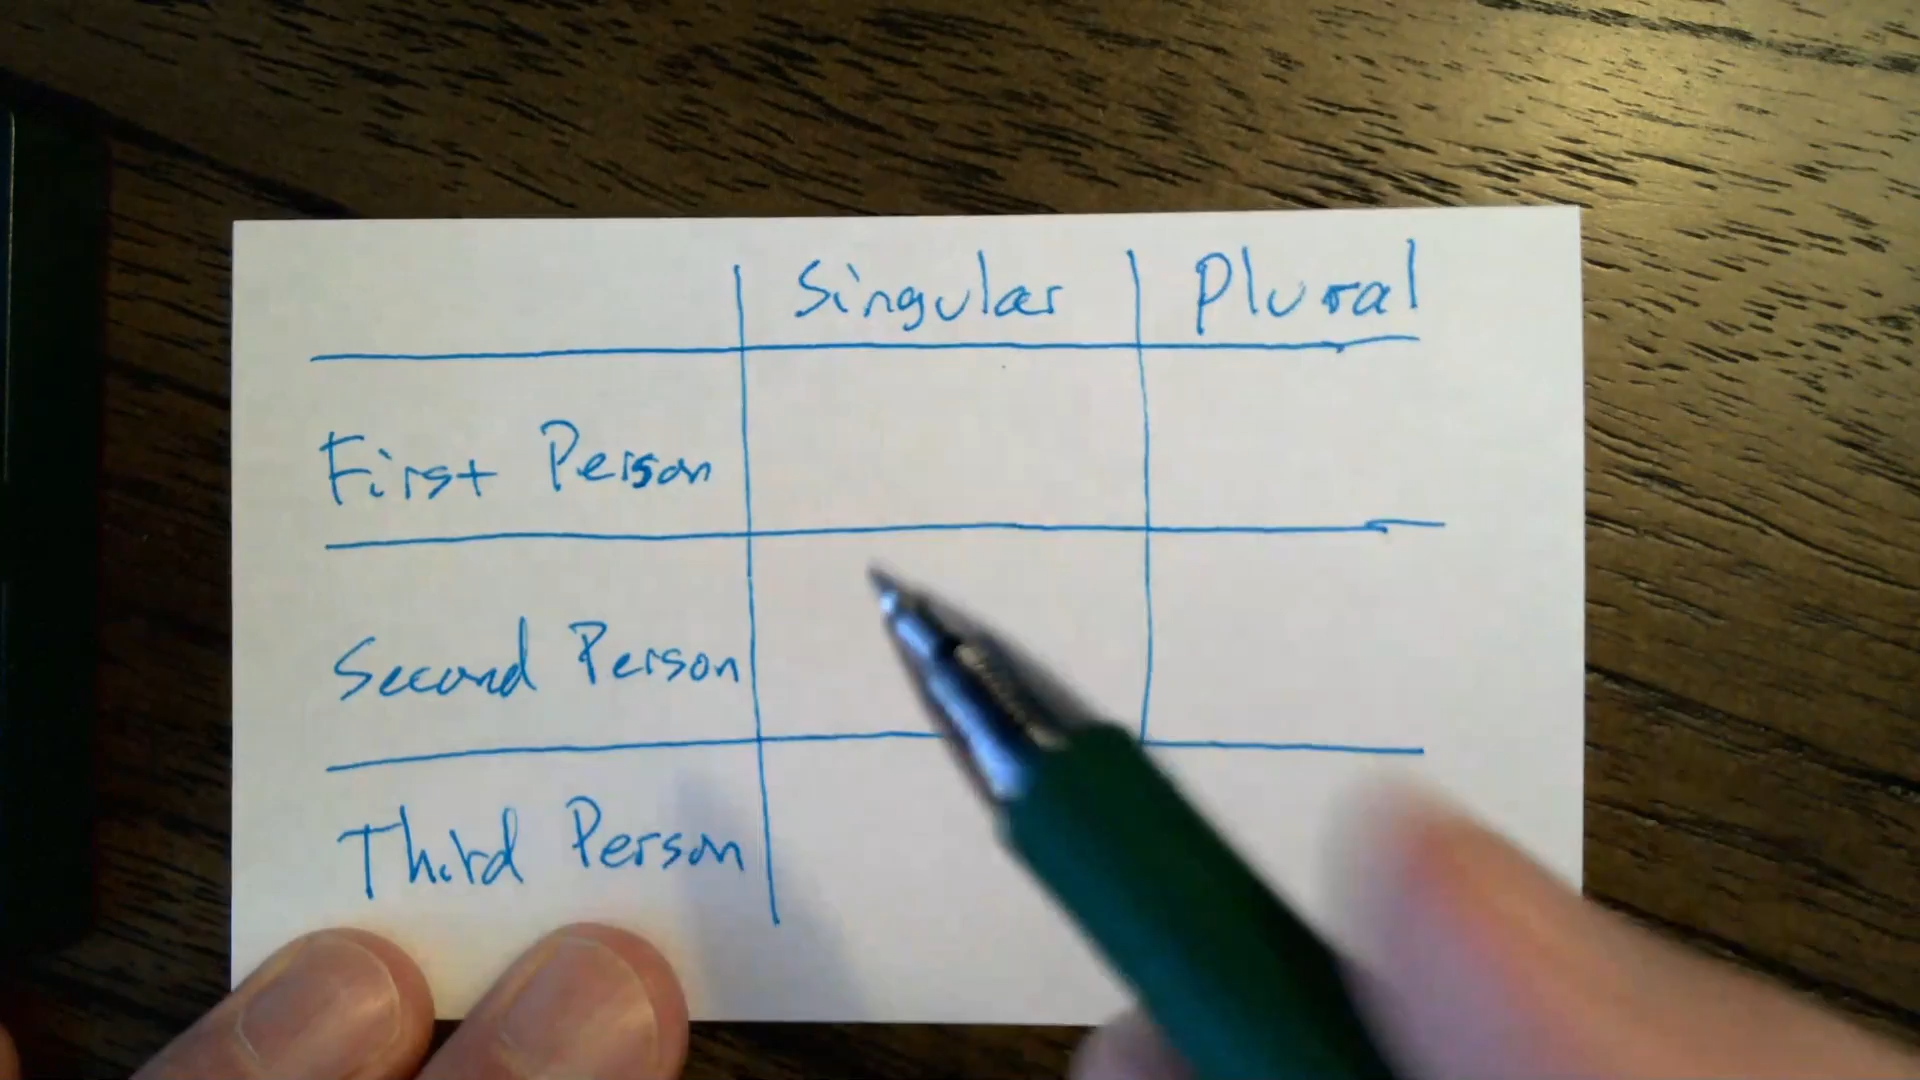 Singular Plural
First Person
Second Person
Third Person